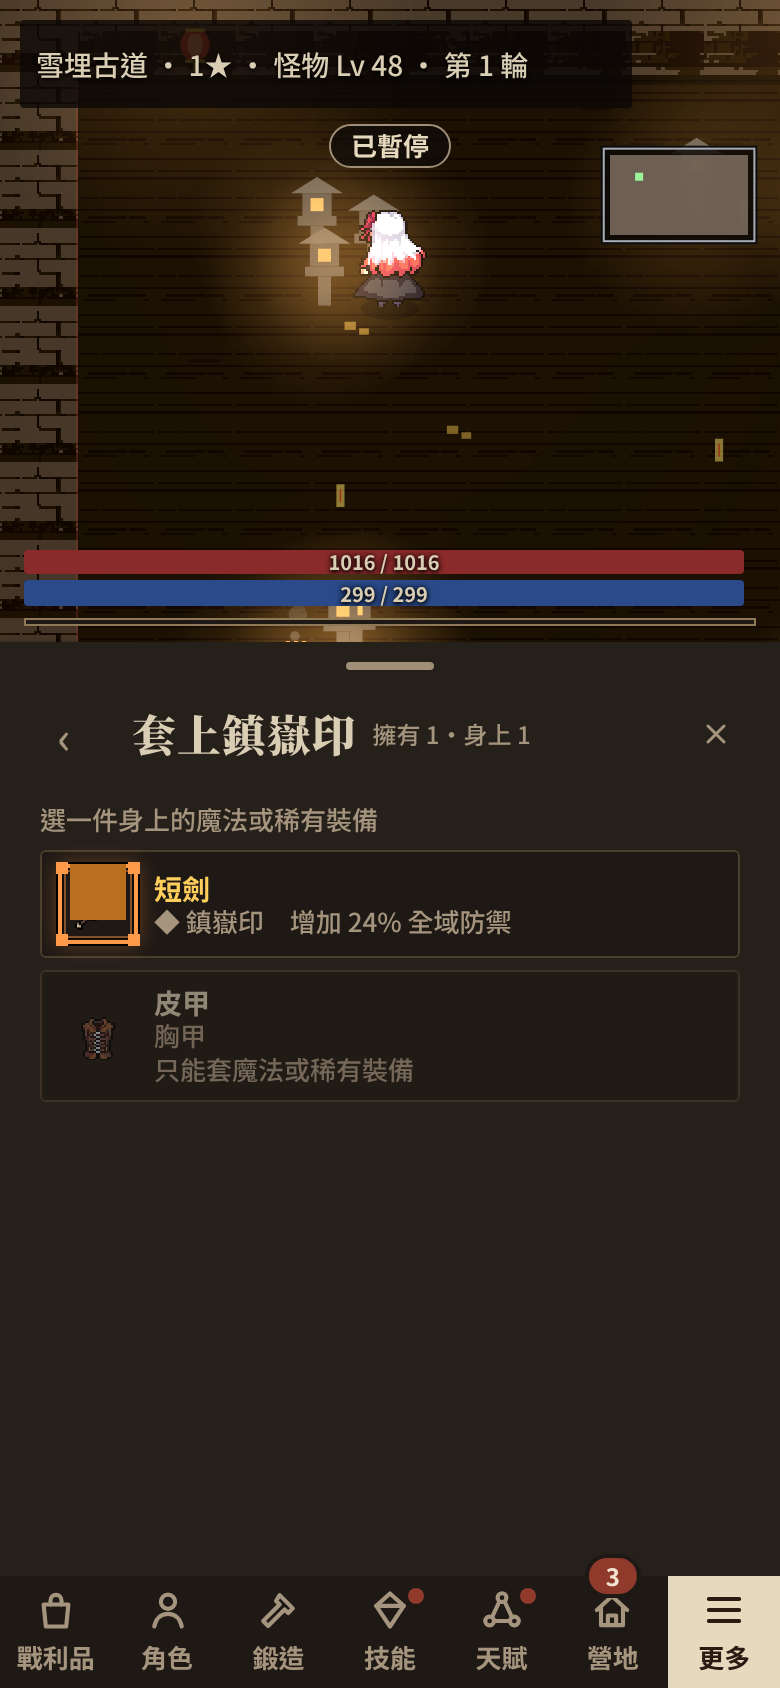 雪埋古道 · 1★ · 怪物 Lv 48 · 第 1 輪
已暫停
1016 / 1016
299 / 299
套上鎮嶽印 擁有 1·身上 1
選一件身上的魔法或稀有裝備
短劍
◆ 鎮嶽印 增加 24% 全域防禦
皮甲
胸甲
只能套魔法或稀有裝備
3
戰利品 角色 鍛造 技能 天賦 營地 更多